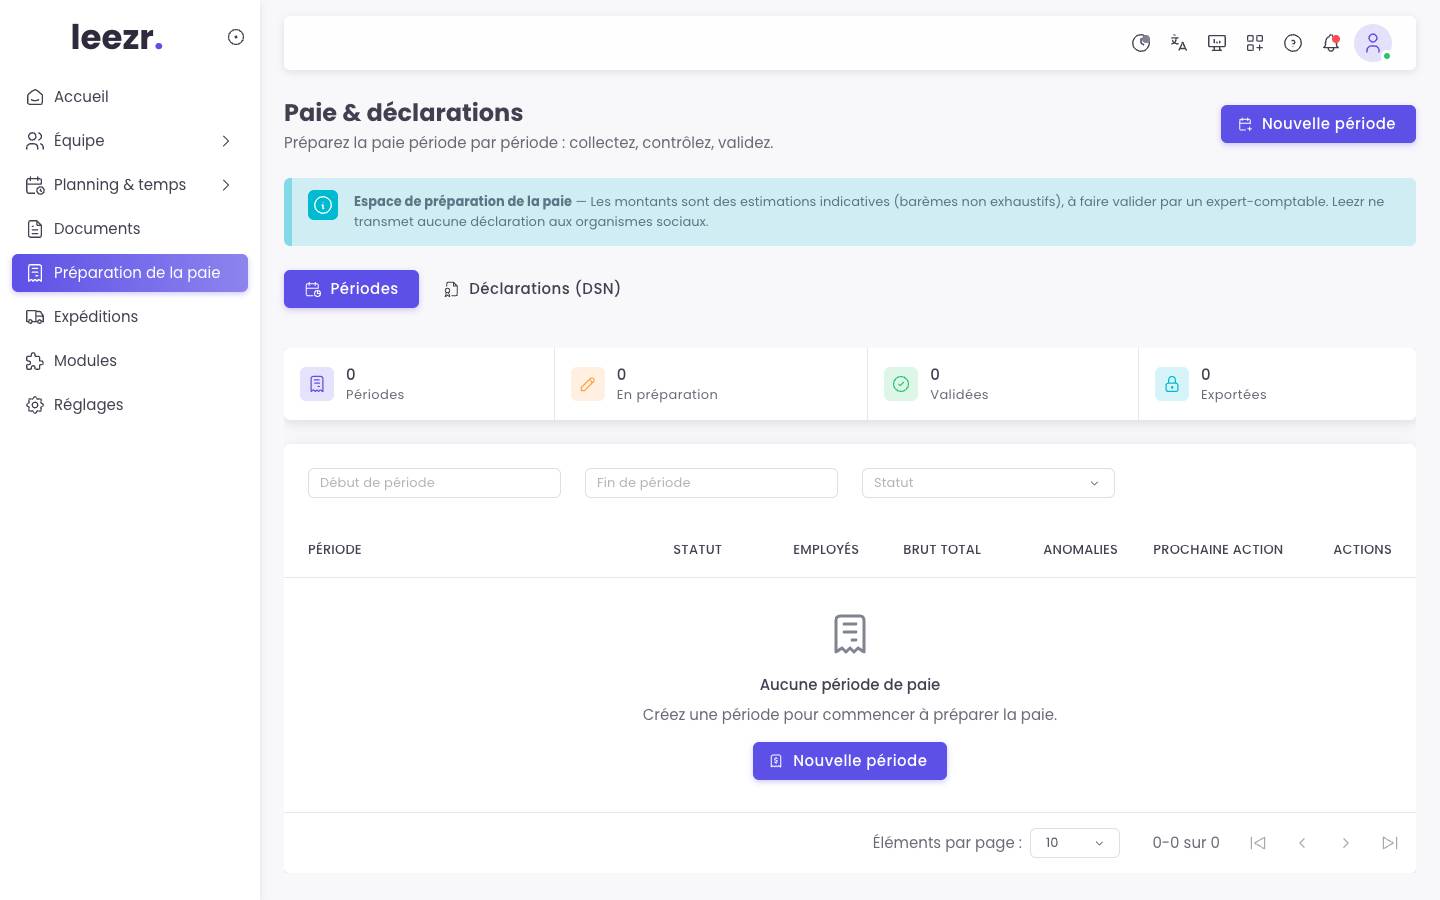 leezr.
Accueil
Équipe
Planning & temps
Documents
Préparation de la paie
Expéditions
Modules
Réglages
Paie & déclarations
Préparez la paie période par période : collectez, contrôlez, validez.
Nouvelle période
Espace de préparation de la paie — Les montants sont des estimations indicatives (barèmes non exhaustifs), à faire valider par un expert-comptable. Leezr ne
transmet aucune déclaration aux organismes sociaux.
Périodes
Déclarations (DSN)
0
Périodes
0
En préparation
0
Validées
0
Exportées
Début de période
Fin de période
Statut
PÉRIODE STATUT EMPLOYÉS BRUT TOTAL ANOMALIES PROCHAINE ACTION ACTIONS
Aucune période de paie
Créez une période pour commencer à préparer la paie.
Nouvelle période
Éléments par page : 10 0-0 sur 0